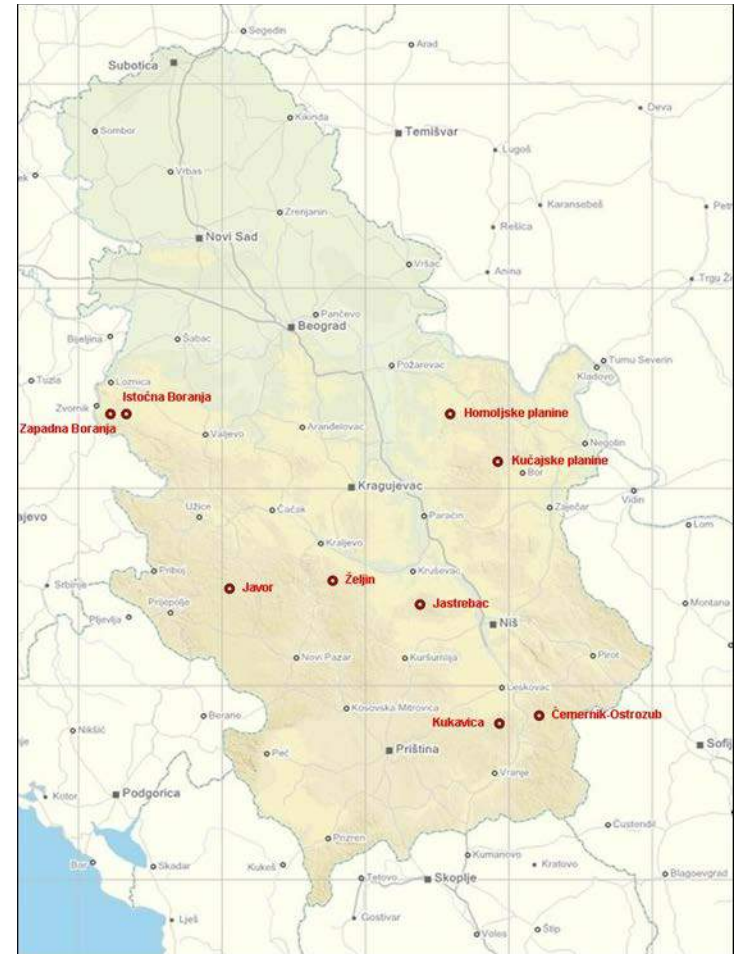 Segedin
Subotica
Arad
Deva
Sombor
Kikinda
Temišvar
Lugoš
Vrbas
Karansebeš
Zrenjanin
Rešica
Novi Sad
Vršac
Anina
Pančevo
Beograd
Bijeljina
Šabac
Požarevac
Turnu Severin
Kladovo
Tuzla
Loznica
Istočna Boranja
Zvornik
Zapadna Boranja
Homoljske planine
Valjevo
Aranđelovac
Negotin
Kučajske planine
Bor
Kragujevac
Vidin
Užice
Čačak
Paraćin
Zaječar
ajevo
Lom
Kraljevo
Priboj
Kruševac
Željin
Srbinje
Javor
Jastrebac
Montana
Prijepolje
Pljevlja
Niš
Novi Pazar
Kuršumlija
Pirot
Leskovac
Berane
Kosovska Mitrovica
Kukavica
Čemernik-Ostrozub
Nikšić
Priština
Peć
Sofij
Vranje
Kotor
Podgorica
Ćustendil
Prizren
Bar
Skadar
Kukeš
Kumanovo
Kratovo
Tetovo
Skoplje
Blagoevgrad
Gostivar
Lješ
Veles
Štip